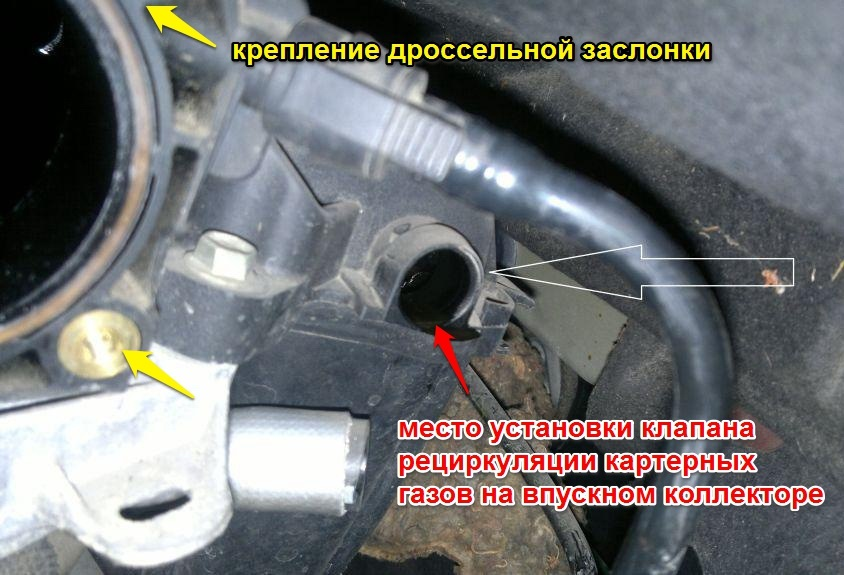 крепление дроссельной заслонки
место установки клапана
рециркуляции картерных
газов на впускном коллекторе